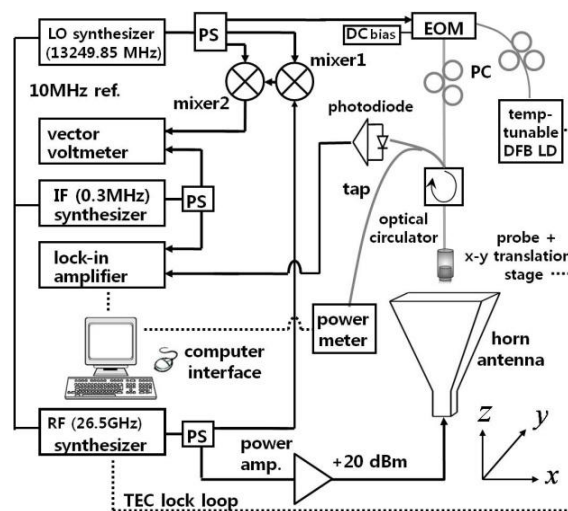 LO synthesizer
(13249.85 MHz)
PS
DC bias
EOM
mixer1
10MHz ref.
mixer2
PC
photodiode
temp-
tunable
DFB LD
vector
voltmeter
tap
IF (0.3MHz)
synthesizer
PS
optical
circulator
lock-in
amplifier
probe +
x-y translation
stage
power
meter
horn
antenna
computer
interface
RF (26.5GHz)
synthesizer
PS
power
amp.
+20 dBm
z
y
x
TEC lock loop